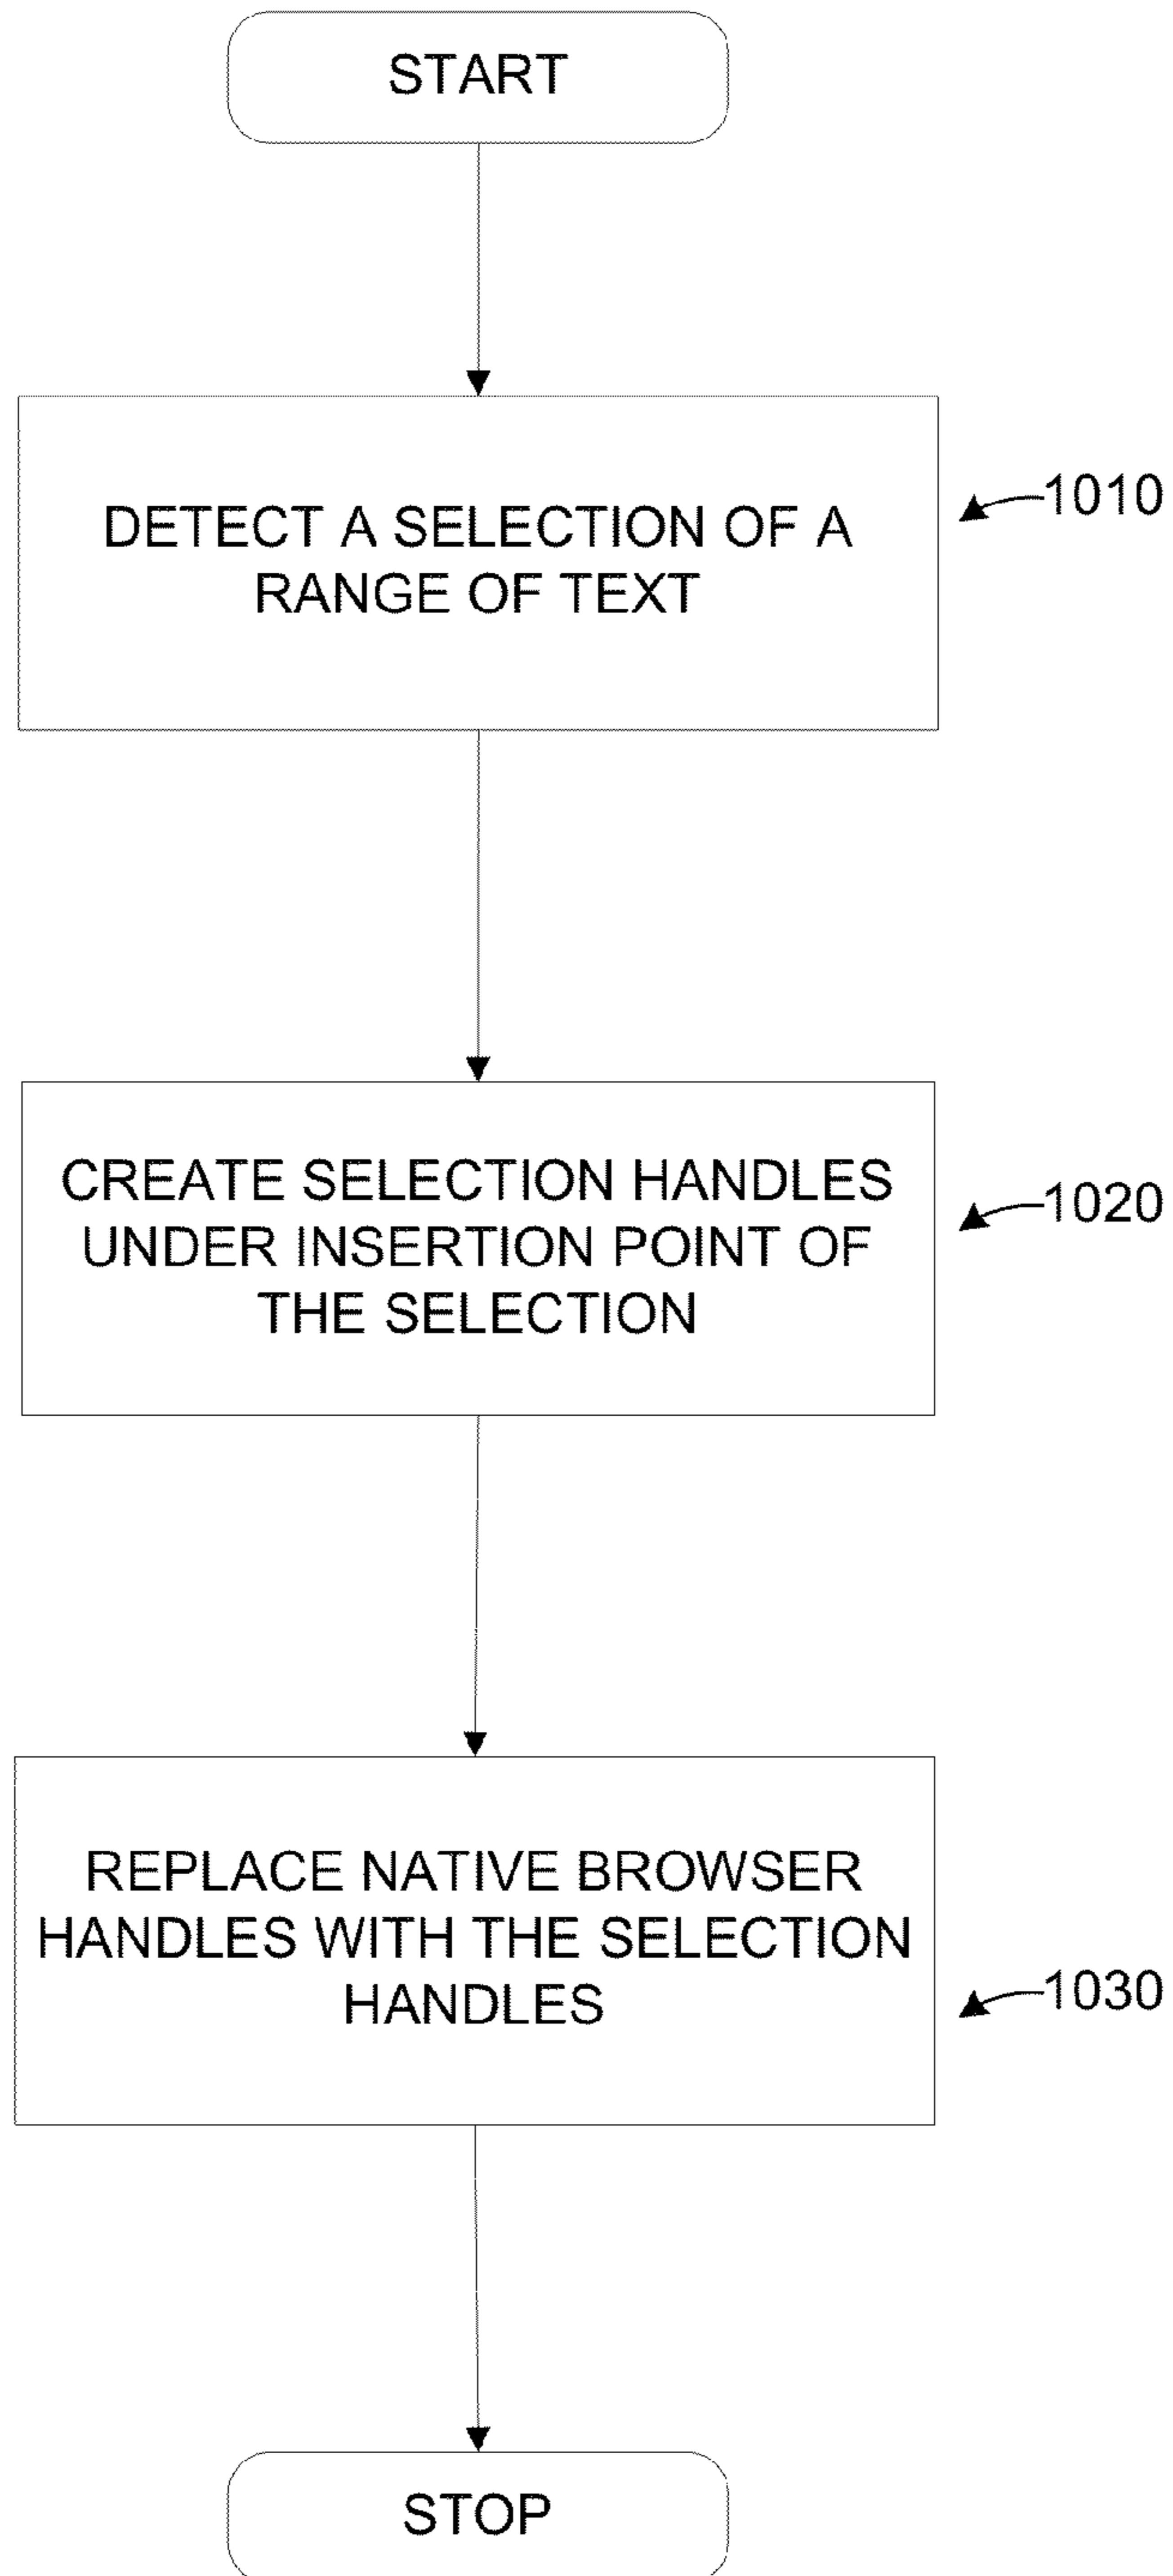 START
DETECT A SELECTION OF A
RANGE OF TEXT
1010
CREATE SELECTION HANDLES
UNDER INSERTION POINT OF
THE SELECTION
1020
REPLACE NATIVE BROWSER
HANDLES WITH THE SELECTION
HANDLES
1030
STOP